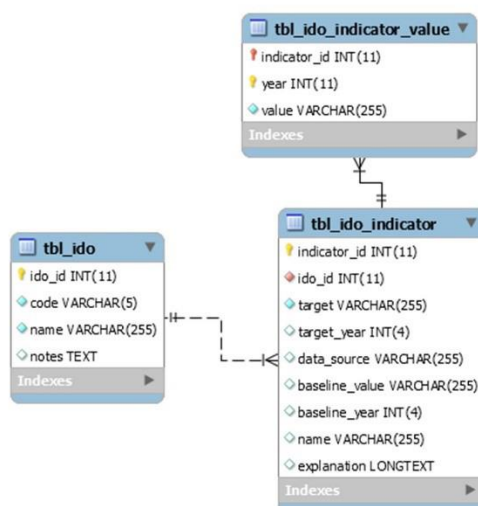 tbl_ido_indicator_value
indicator_id INT(11)
year INT(11)
value VARCHAR(255)
Indexes
tbl_ido
ido_id INT(11)
code VARCHAR(5)
name VARCHAR(255)
notes TEXT
Indexes
tbl_ido_indicator
indicator_id INT(11)
ido_id INT(11)
target VARCHAR(255)
target_year INT(4)
data_source VARCHAR(255)
baseline_value VARCHAR(255)
baseline_year INT(4)
name VARCHAR(255)
explanation LONGTEXT
Indexes